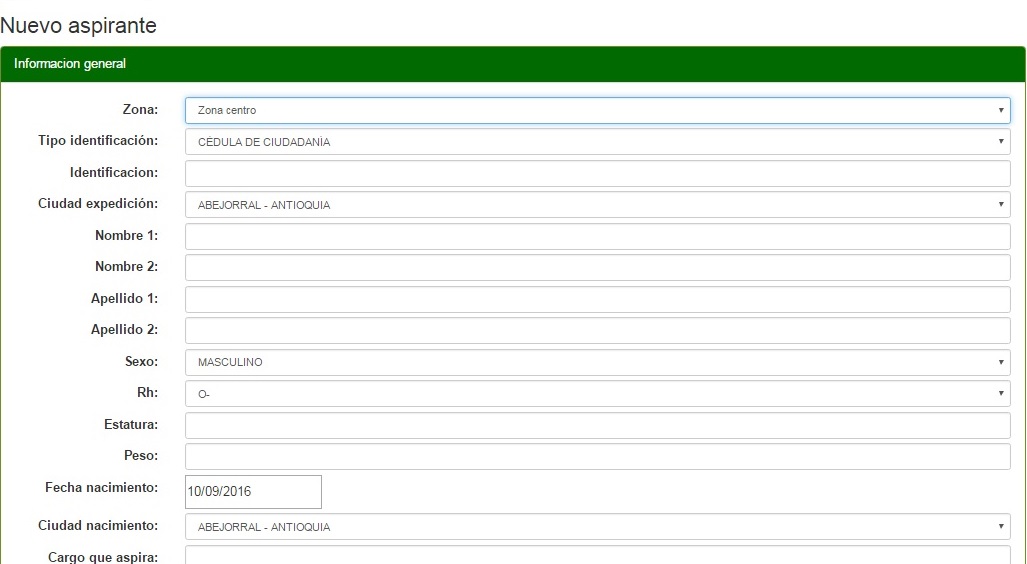 Nuevo aspirante
Informacion general
Zona: Zona centro
Tipo identificación: CÉDULA DE CIUDADANÍA
Identificacion:
Ciudad expedición: ABEJORRAL - ANTIOQUIA
Nombre 1:
Nombre 2:
Apellido 1:
Apellido 2:
Sexo: MASCULINO
Rh: O-
Estatura:
Peso:
Fecha nacimiento: 10/09/2016
Ciudad nacimiento: ABEJORRAL - ANTIOQUIA
Cargo que aspira: